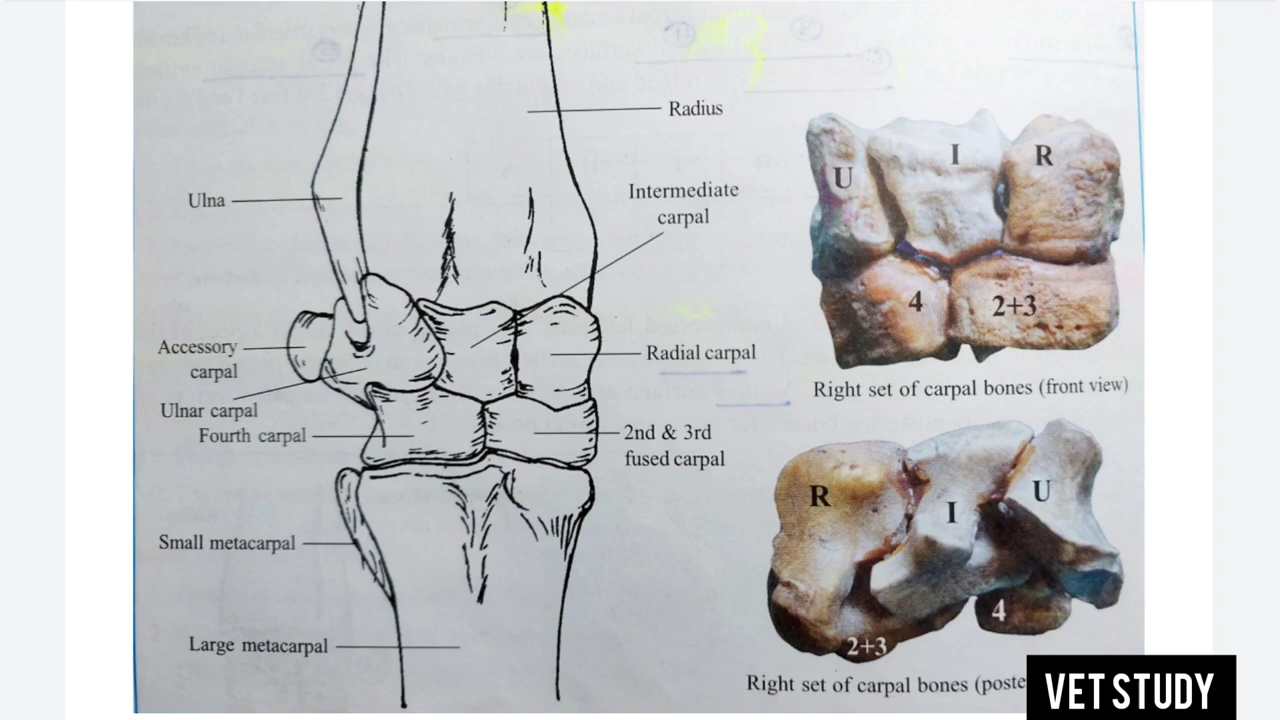 Radius
Ulna
Intermediate
carpal
Accessory
carpal
Radial carpal
Ulnar carpal
Fourth carpal
2nd & 3rd
fused carpal
Small metacarpal
Large metacarpal
U
I
R
4
2+3
Right set of carpal bones (front view)
R
I
U
4
2+3
Right set of carpal bones (poste
VET STUDY